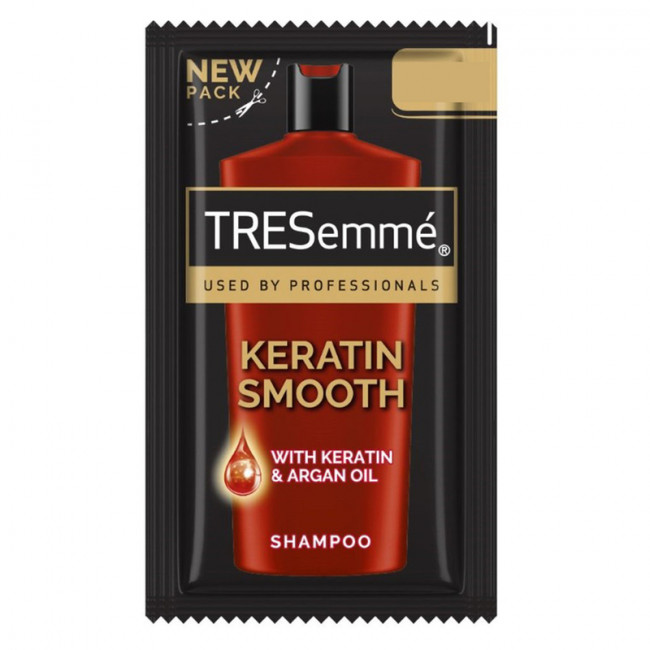 NEW
PACK
TRESemmé®
USED BY PROFESSIONALS
KERATIN
SMOOTH
WITH KERATIN
& ARGAN OIL
SHAMPOO